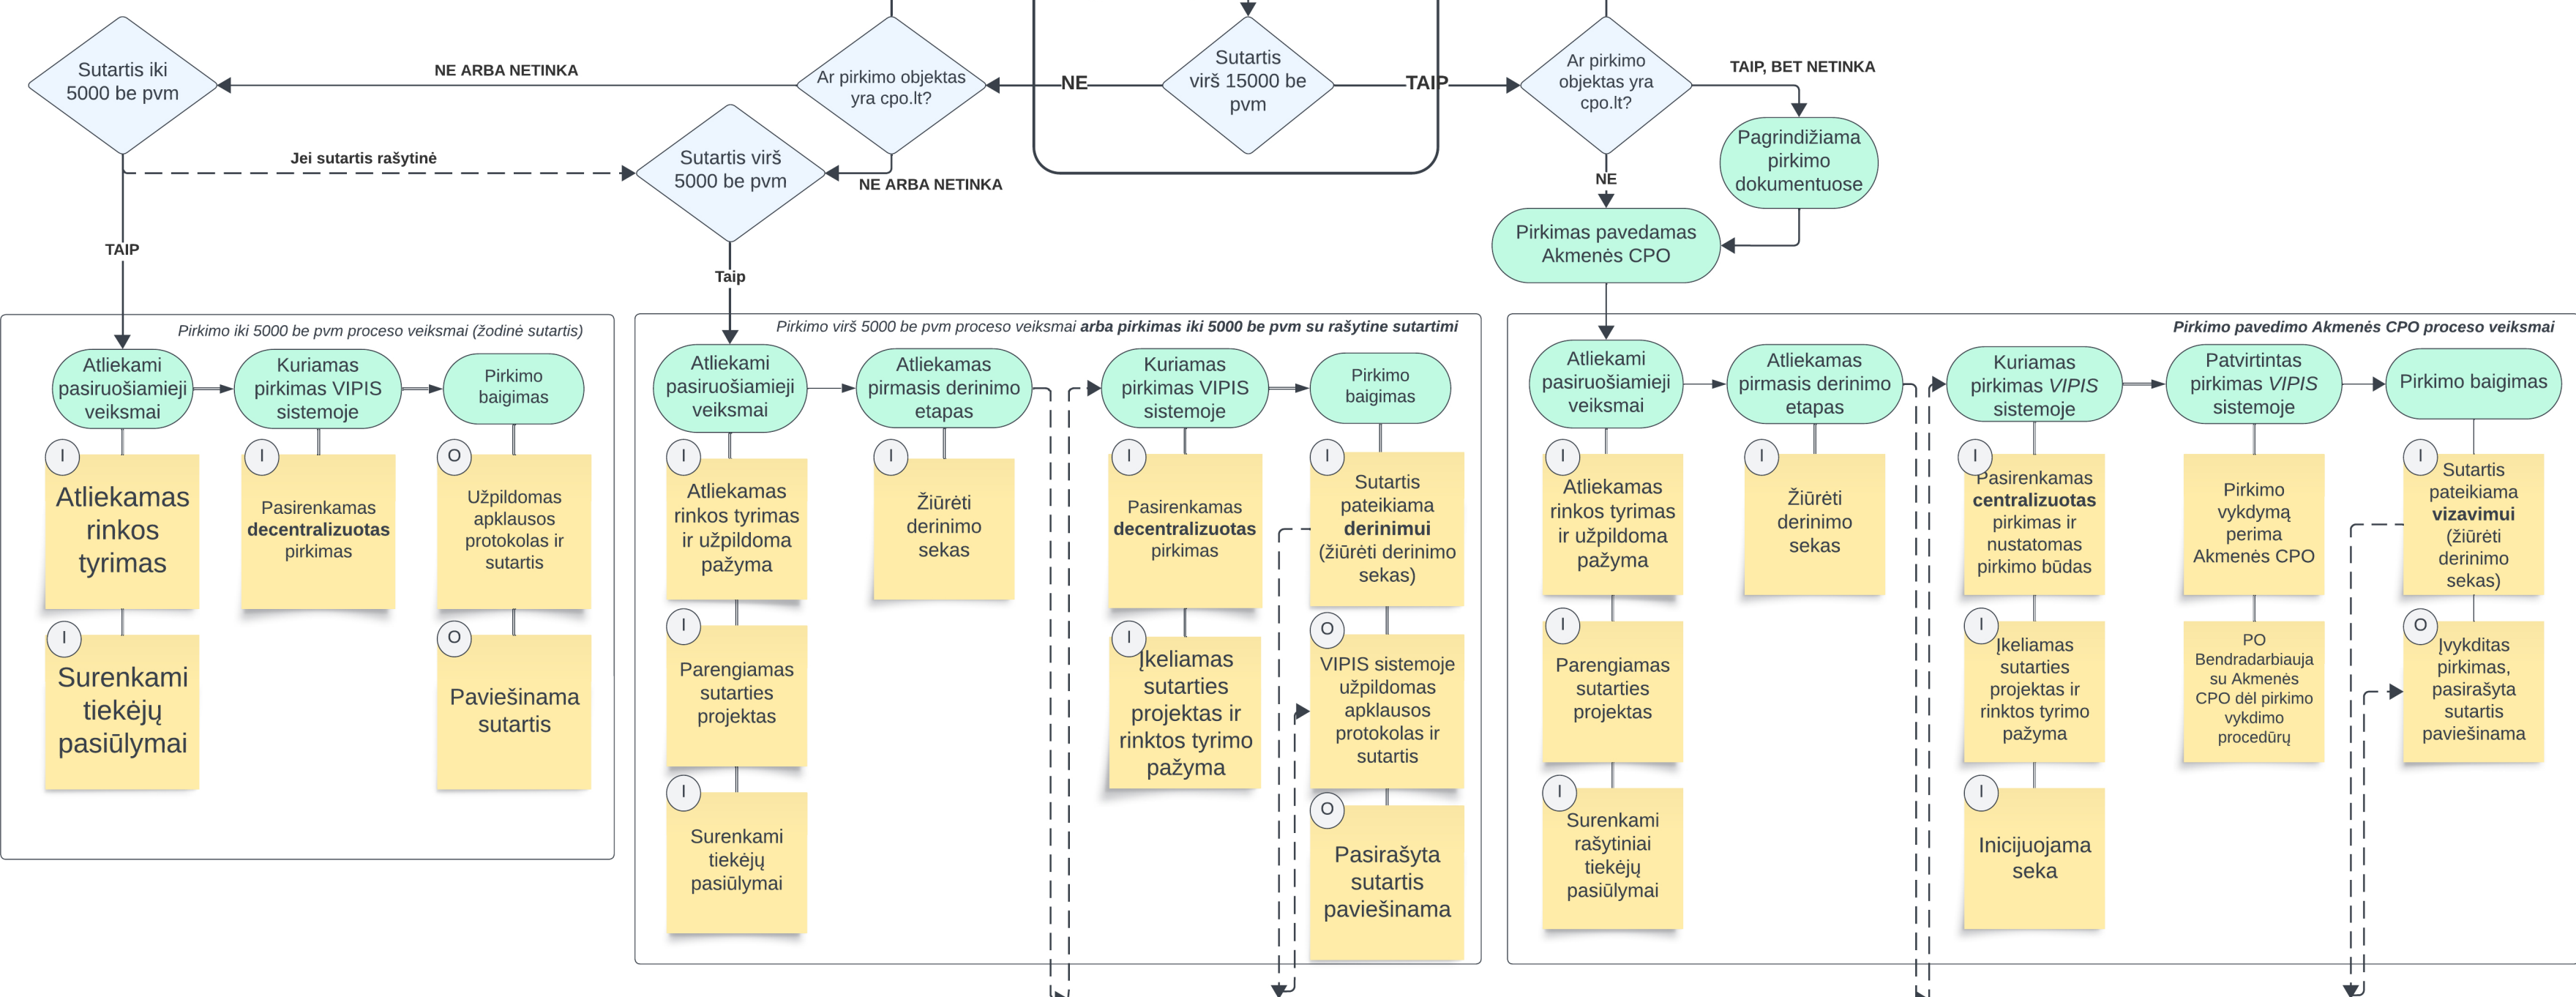 Sutartis iki
5000 be pvm
NE ARBA NETINKA
Ar pirkimo objektas
yra cpo.lt?
NE
Sutartis
virš 15000 be
pvm
TAIP
Ar pirkimo
objektas yra
cpo.lt?
TAIP, BET NETINKA
Pagrindižiama
pirkimo
dokumentuose
Jei sutartis rašytinė
Sutartis virš
5000 be pvm
NE ARBA NETINKA
NE
Pirkimas pavedamas
Akmenės CPO
TAIP
Taip
Pirkimo iki 5000 be pvm proceso veiksmai (žodinė sutartis)
Atliekami
pasiruošiamieji
veiksmai
Kuriamas
pirkimas VIPIS
sistemoje
Pirkimo
baigimas
I
Atliekamas
rinkos
tyrimas
I
Surenkami
tiekėjų
pasiūlymai
I
Pasirenkamas
decentralizuotas
pirkimas
O
Užpildomas
apklausos
protokolas ir
sutartis
O
Paviešinama
sutartis
Pirkimo virš 5000 be pvm proceso veiksmai arba pirkimas iki 5000 be pvm su rašytine sutartimi
Atliekami
pasiruošiamieji
veiksmai
Atliekamas
pirmasis derinimo
etapas
Kuriamas
pirkimas VIPIS
sistemoje
Pirkimo
baigimas
I
Atliekamas
rinkos tyrimas
ir užpildoma
pažyma
I
Parengiamas
sutarties
projektas
I
Surenkami
tiekėjų
pasiūlymai
I
Žiūrėti
derinimo
sekas
I
Pasirenkamas
decentralizuotas
pirkimas
I
Įkeliamas
sutarties
projektas ir
rinktos tyrimo
pažyma
I
Sutartis
pateikiama
derinimui
(žiūrėti derinimo
sekas)
O
VIPIS sistemoje
užpildomas
apklausos
protokolas ir
sutartis
O
Pasirašyta
sutartis
paviešinama
Pirkimo pavedimo Akmenės CPO proceso veiksmai
Atliekami
pasiruošiamieji
veiksmai
Atliekamas
pirmasis derinimo
etapas
Kuriamas
pirkimas VIPIS
sistemoje
Patvirtintas
pirkimas VIPIS
sistemoje
Pirkimo baigimas
I
Atliekamas
rinkos tyrimas
ir užpildoma
pažyma
I
Parengiamas
sutarties
projektas
I
Surenkami
rašytiniai
tiekėjų
pasiūlymai
I
Žiūrėti
derinimo
sekas
I
Pasirenkamas
centralizuotas
pirkimas ir
nustatomas
pirkimo būdas
I
Įkeliamas
sutarties
projektas ir
rinktos tyrimo
pažyma
I
Inicijuojama
seka
Pirkimo
vykdymą
perima
Akmenės CPO
PO
Bendradarbiauja
su Akmenės
CPO dėl pirkimo
vykdimo
procedūrų
I
Sutartis
pateikiama
vizavimui
(žiūrėti
derinimo
sekas)
O
Įvykditas
pirkimas,
pasirašyta
sutartis
paviešinama